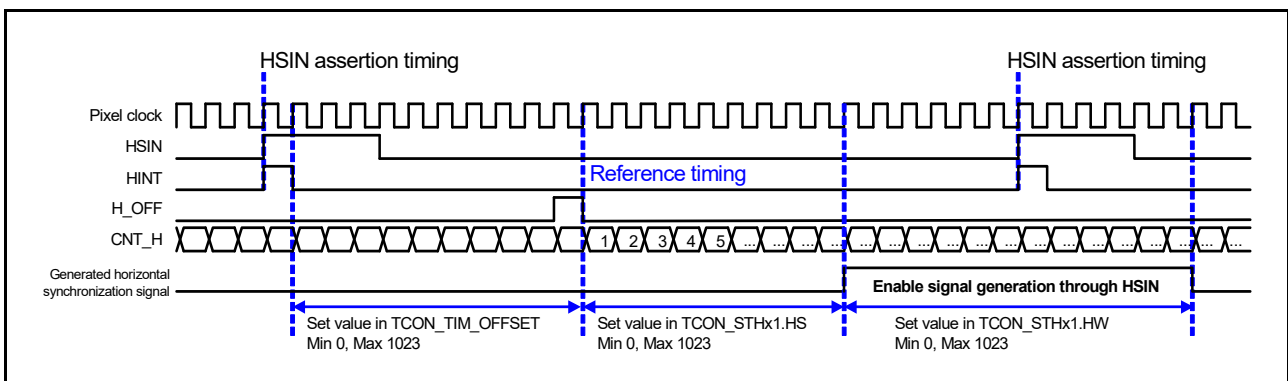 HSIN assertion timing HSIN assertion timing
Pixel clock
HSIN
HINT
Reference timing
H_OFF
CNT_H 1 2 3 4 5 ... ... ... ... ... ... ... ... ... ... ... ... ... ... ... ... ... ...
Generated horizontal
synchronization signal
Enable signal generation through HSIN
Set value in TCON_TIM_OFFSET Set value in TCON_STHx1.HS Set value in TCON_STHx1.HW
Min 0, Max 1023 Min 0, Max 1023 Min 0, Max 1023